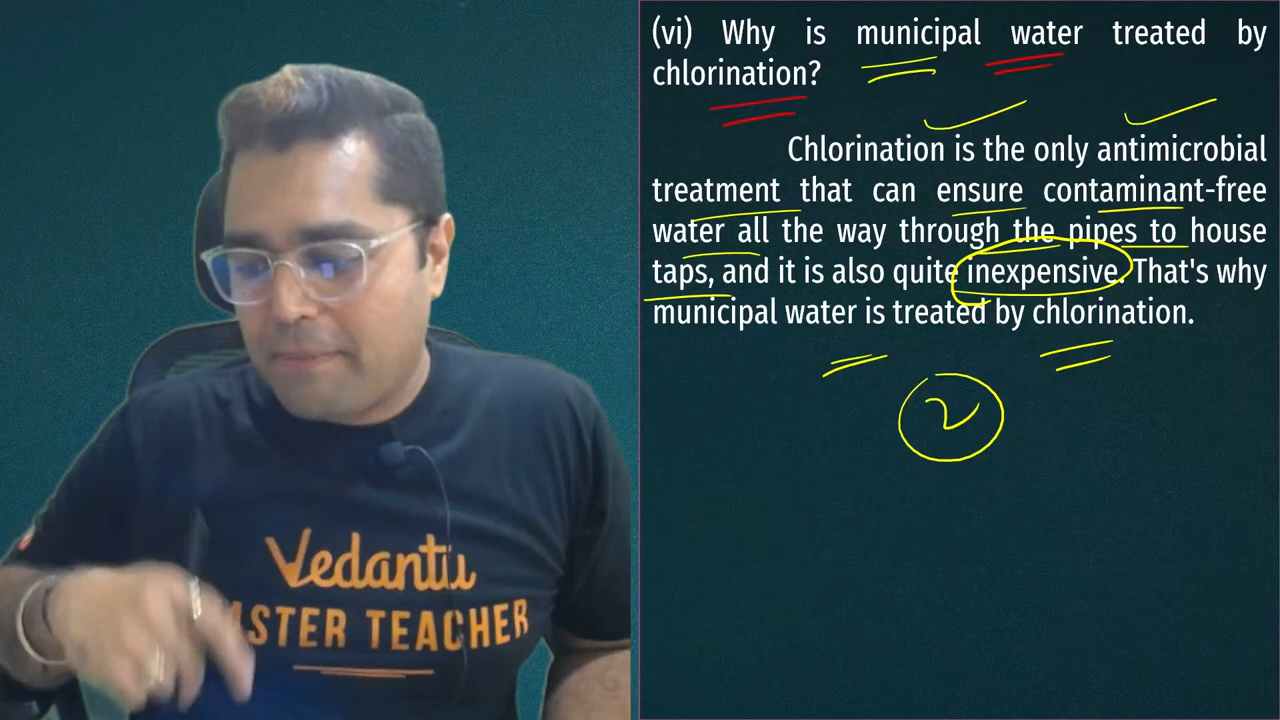 (vi) Why is municipal water treated by
chlorination?
Chlorination is the only antimicrobial
treatment that can ensure contaminant-free
water all the way through the pipes to house
taps, and it is also quite inexpensive. That's why
municipal water is treated by chlorination.
2
Vedantu
MASTER TEACHER